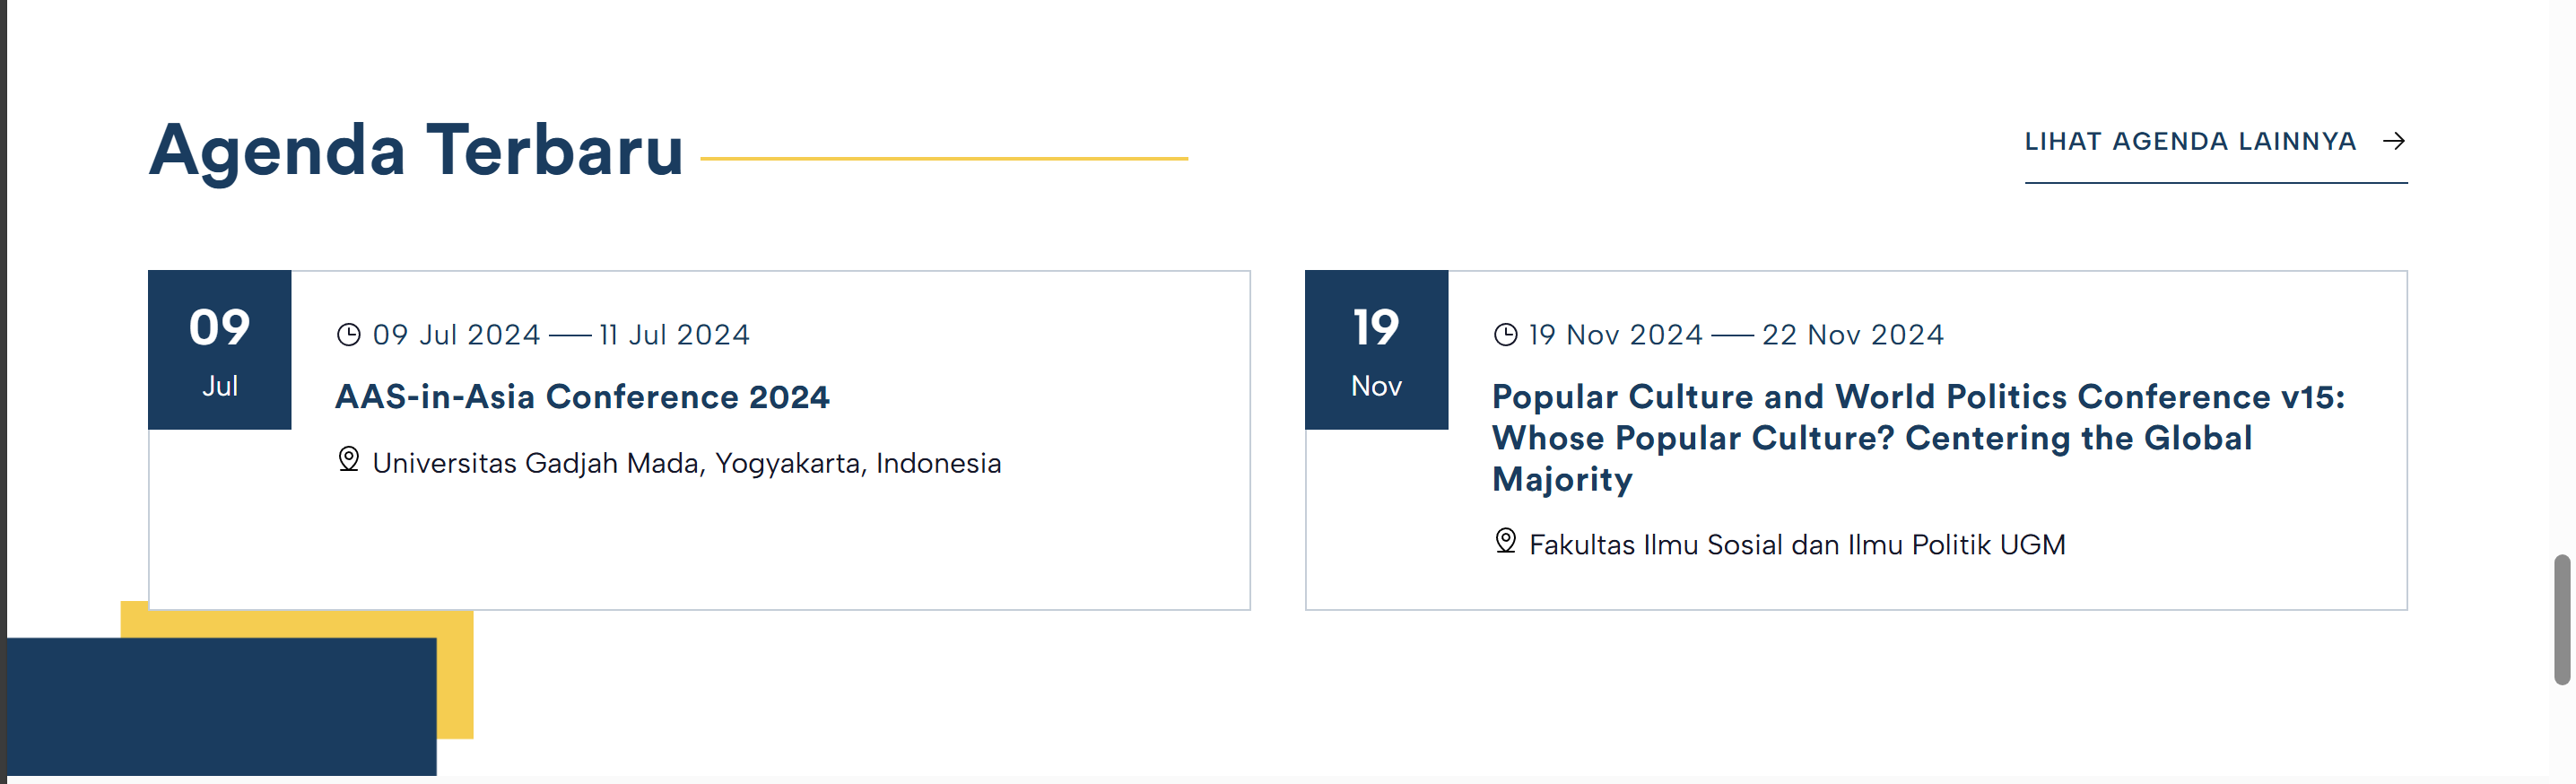 Agenda Terbaru
LIHAT AGENDA LAINNYA
09
Jul
09 Jul 2024 — 11 Jul 2024
AAS-in-Asia Conference 2024
Universitas Gadjah Mada, Yogyakarta, Indonesia
19
Nov
19 Nov 2024 — 22 Nov 2024
Popular Culture and World Politics Conference v15:
Whose Popular Culture? Centering the Global
Majority
Fakultas Ilmu Sosial dan Ilmu Politik UGM